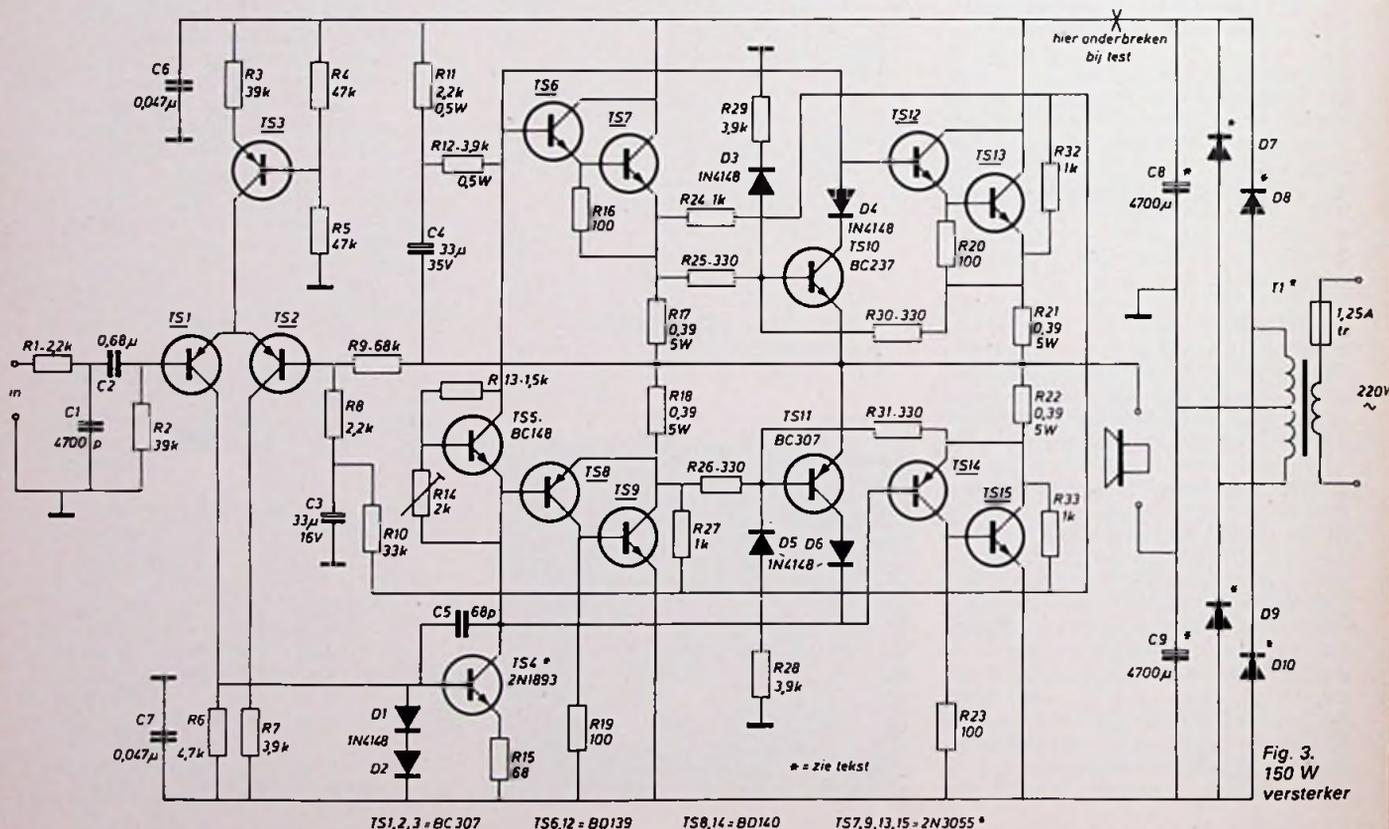 hier onderbreken
bij test
C6
0,047µ
R3
39k
R4
47k
R11
2,2k
0,5W
TS6
TS7
R29
3,9k
TS12
TS13
R32
1k
TS3
R12-3,9k
0,5W
D3
1N4148
C8 *
4700µ
* D7
* D8
R5
47k
C4
33µ
35V
R16
100
R24 1k
D4
1N4148
TS10
BC237
R20
100
R25-330
T1 *
1,25A
tr
R17
0,39
5W
R30-330
R21
0,39
5W
TS1
TS2
0,68µ
R1-2,2k
C2
R9-68k
in
C1
4700 p
R2
39k
R8
2,2k
R13-1,5k
TS5.
BC148
R18
0,39
5W
TS11
BC307
R31-330
R22
0,39
5W
220V
~
R14
2k
TS8
TS9
R26-330
TS14
TS15
C3
33µ
16V
R10
33k
R27
1k
D5 D6
1N4148
R33
1k
C5 68p
TS4 *
2N1893
* D9
C9 *
4700µ
* D10
C7
0,047µ
R6
4,7k
R7
3,9k
D1
1N4148
D2
R15
68
R19
100
R28
3,9k
R23
100
* = zie tekst
Fig. 3.
150 W
versterker
TS1,2,3 = BC307 TS6,12 = BD139 TS8,14 = BD140 TS7,9,13,15 = 2N3055 *